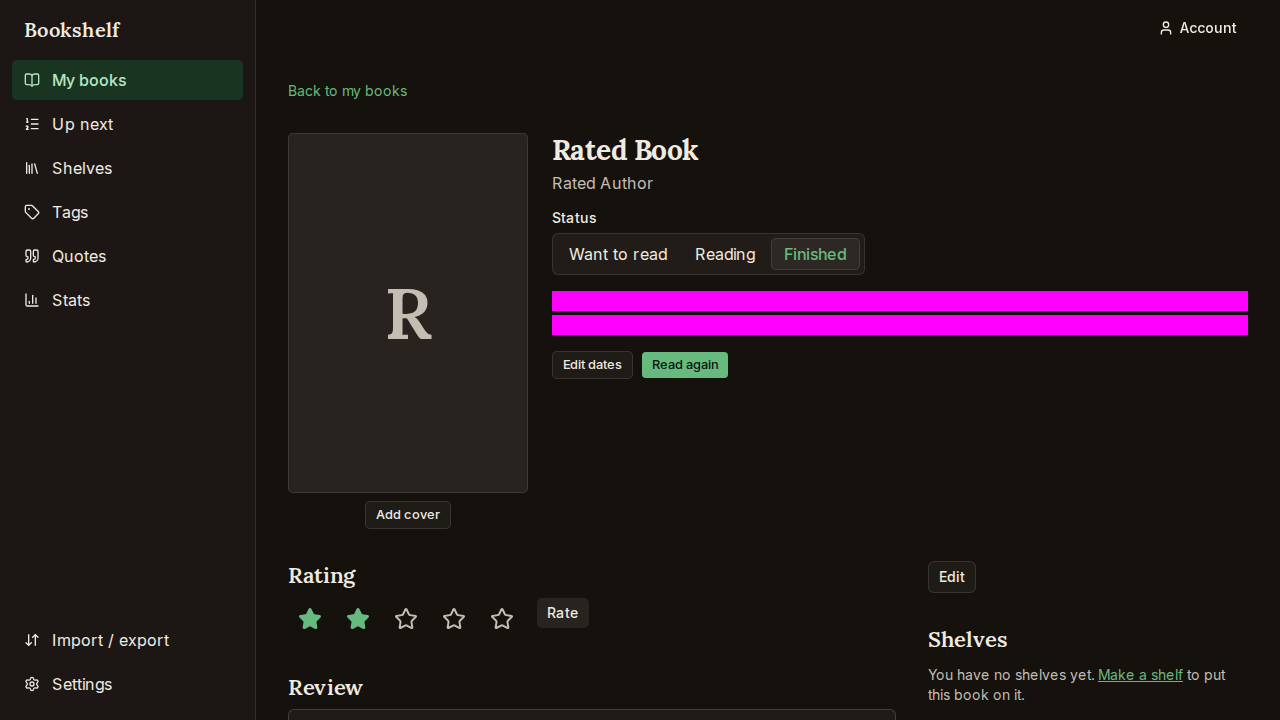 Bookshelf
My books
Up next
Shelves
Tags
Quotes
Stats
Import / export
Settings
Account
Back to my books
R
Add cover
Rated Book
Rated Author
Status
Want to read Reading Finished
Edit dates Read again
Rating
Rate
Review
Edit
Shelves
You have no shelves yet. Make a shelf to put
this book on it.